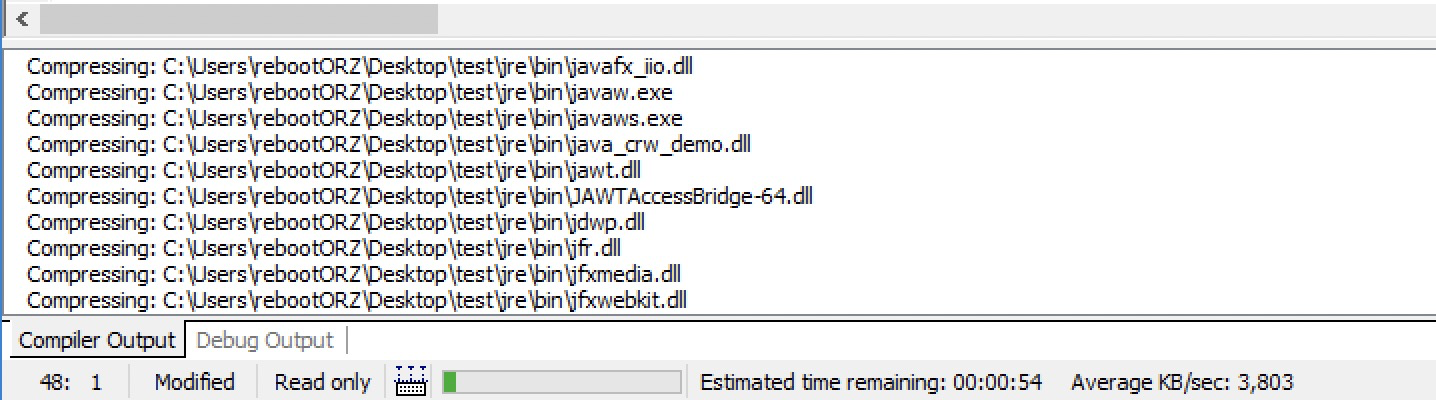 Compressing: C:\Users\rebootORZ\Desktop\test\jre\bin\javafx_iio.dll
Compressing: C:\Users\rebootORZ\Desktop\test\jre\bin\javaw.exe
Compressing: C:\Users\rebootORZ\Desktop\test\jre\bin\javaws.exe
Compressing: C:\Users\rebootORZ\Desktop\test\jre\bin\java_crw_demo.dll
Compressing: C:\Users\rebootORZ\Desktop\test\jre\bin\jawt.dll
Compressing: C:\Users\rebootORZ\Desktop\test\jre\bin\JAWTAccessBridge-64.dll
Compressing: C:\Users\rebootORZ\Desktop\test\jre\bin\jdwp.dll
Compressing: C:\Users\rebootORZ\Desktop\test\jre\bin\jfr.dll
Compressing: C:\Users\rebootORZ\Desktop\test\jre\bin\jfxmedia.dll
Compressing: C:\Users\rebootORZ\Desktop\test\jre\bin\jfxwebkit.dll
Compiler Output Debug Output
48: 1 Modified Read only Estimated time remaining: 00:00:54 Average KB/sec: 3,803